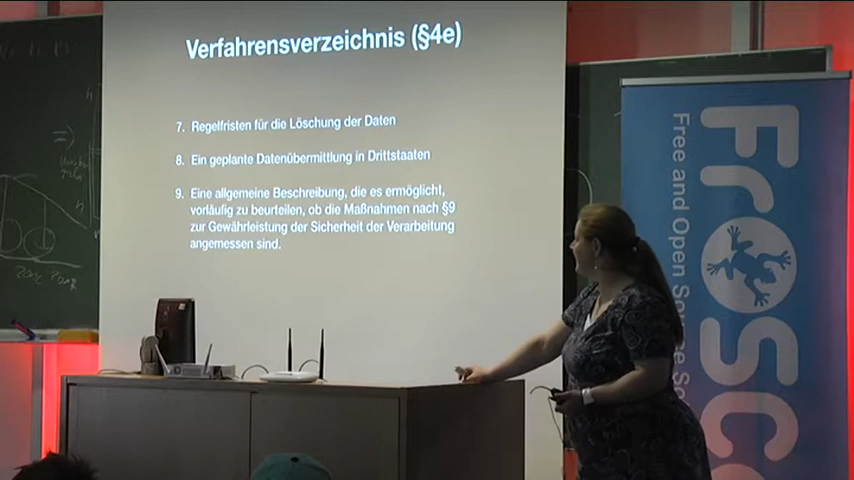 Verfahrensverzeichnis (§4e)
7. Regelfristen für die Löschung der Daten
8. Ein geplante Datenübermittlung in Drittstaaten
9. Eine allgemeine Beschreibung, die es ermöglicht,
vorläufig zu beurteilen, ob die Maßnahmen nach §9
zur Gewährleistung der Sicherheit der Verarbeitung
angemessen sind.
FrOSC
Free and Open